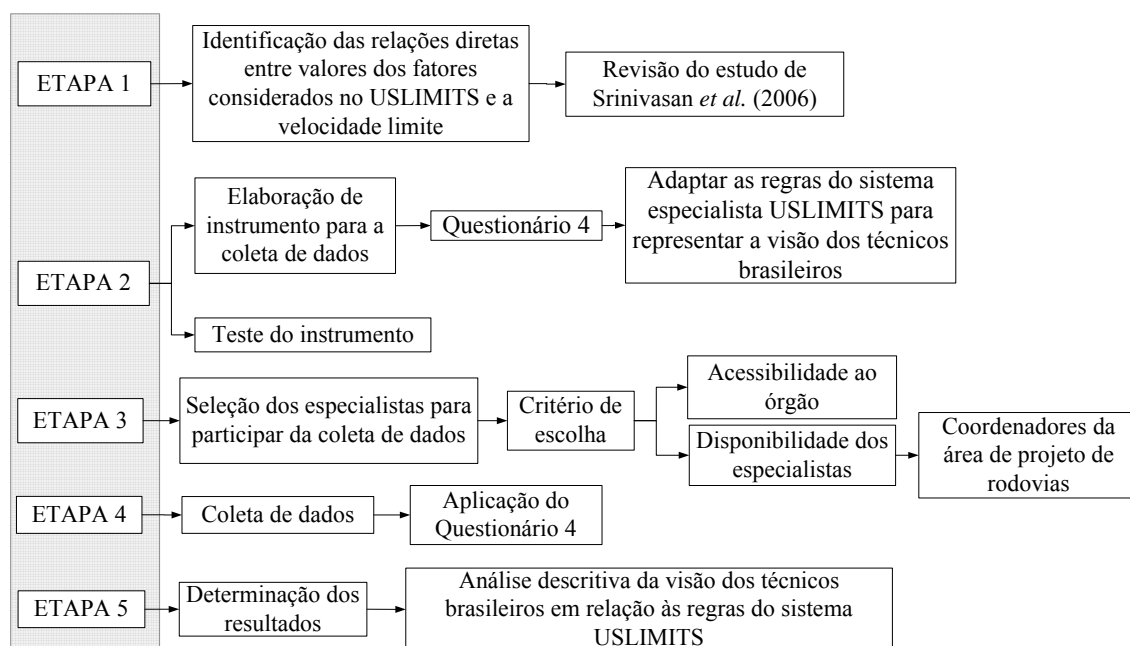 ETAPA 1
Identificação das relações diretas
entre valores dos fatores
considerados no USLIMITS e a
velocidade limite
Revisão do estudo de
Srinivasan et al. (2006)
ETAPA 2
Elaboração de
instrumento para a
coleta de dados
Questionário 4
Adaptar as regras do sistema
especialista USLIMITS para
representar a visão dos técnicos
brasileiros
Teste do instrumento
ETAPA 3
Seleção dos especialistas para
participar da coleta de dados
Critério de
escolha
Acessibilidade ao
órgão
Disponibilidade dos
especialistas
Coordenadores da
área de projeto de
rodovias
ETAPA 4
Coleta de dados
Aplicação do
Questionário 4
ETAPA 5
Determinação dos
resultados
Análise descritiva da visão dos técnicos
brasileiros em relação às regras do sistema
USLIMITS